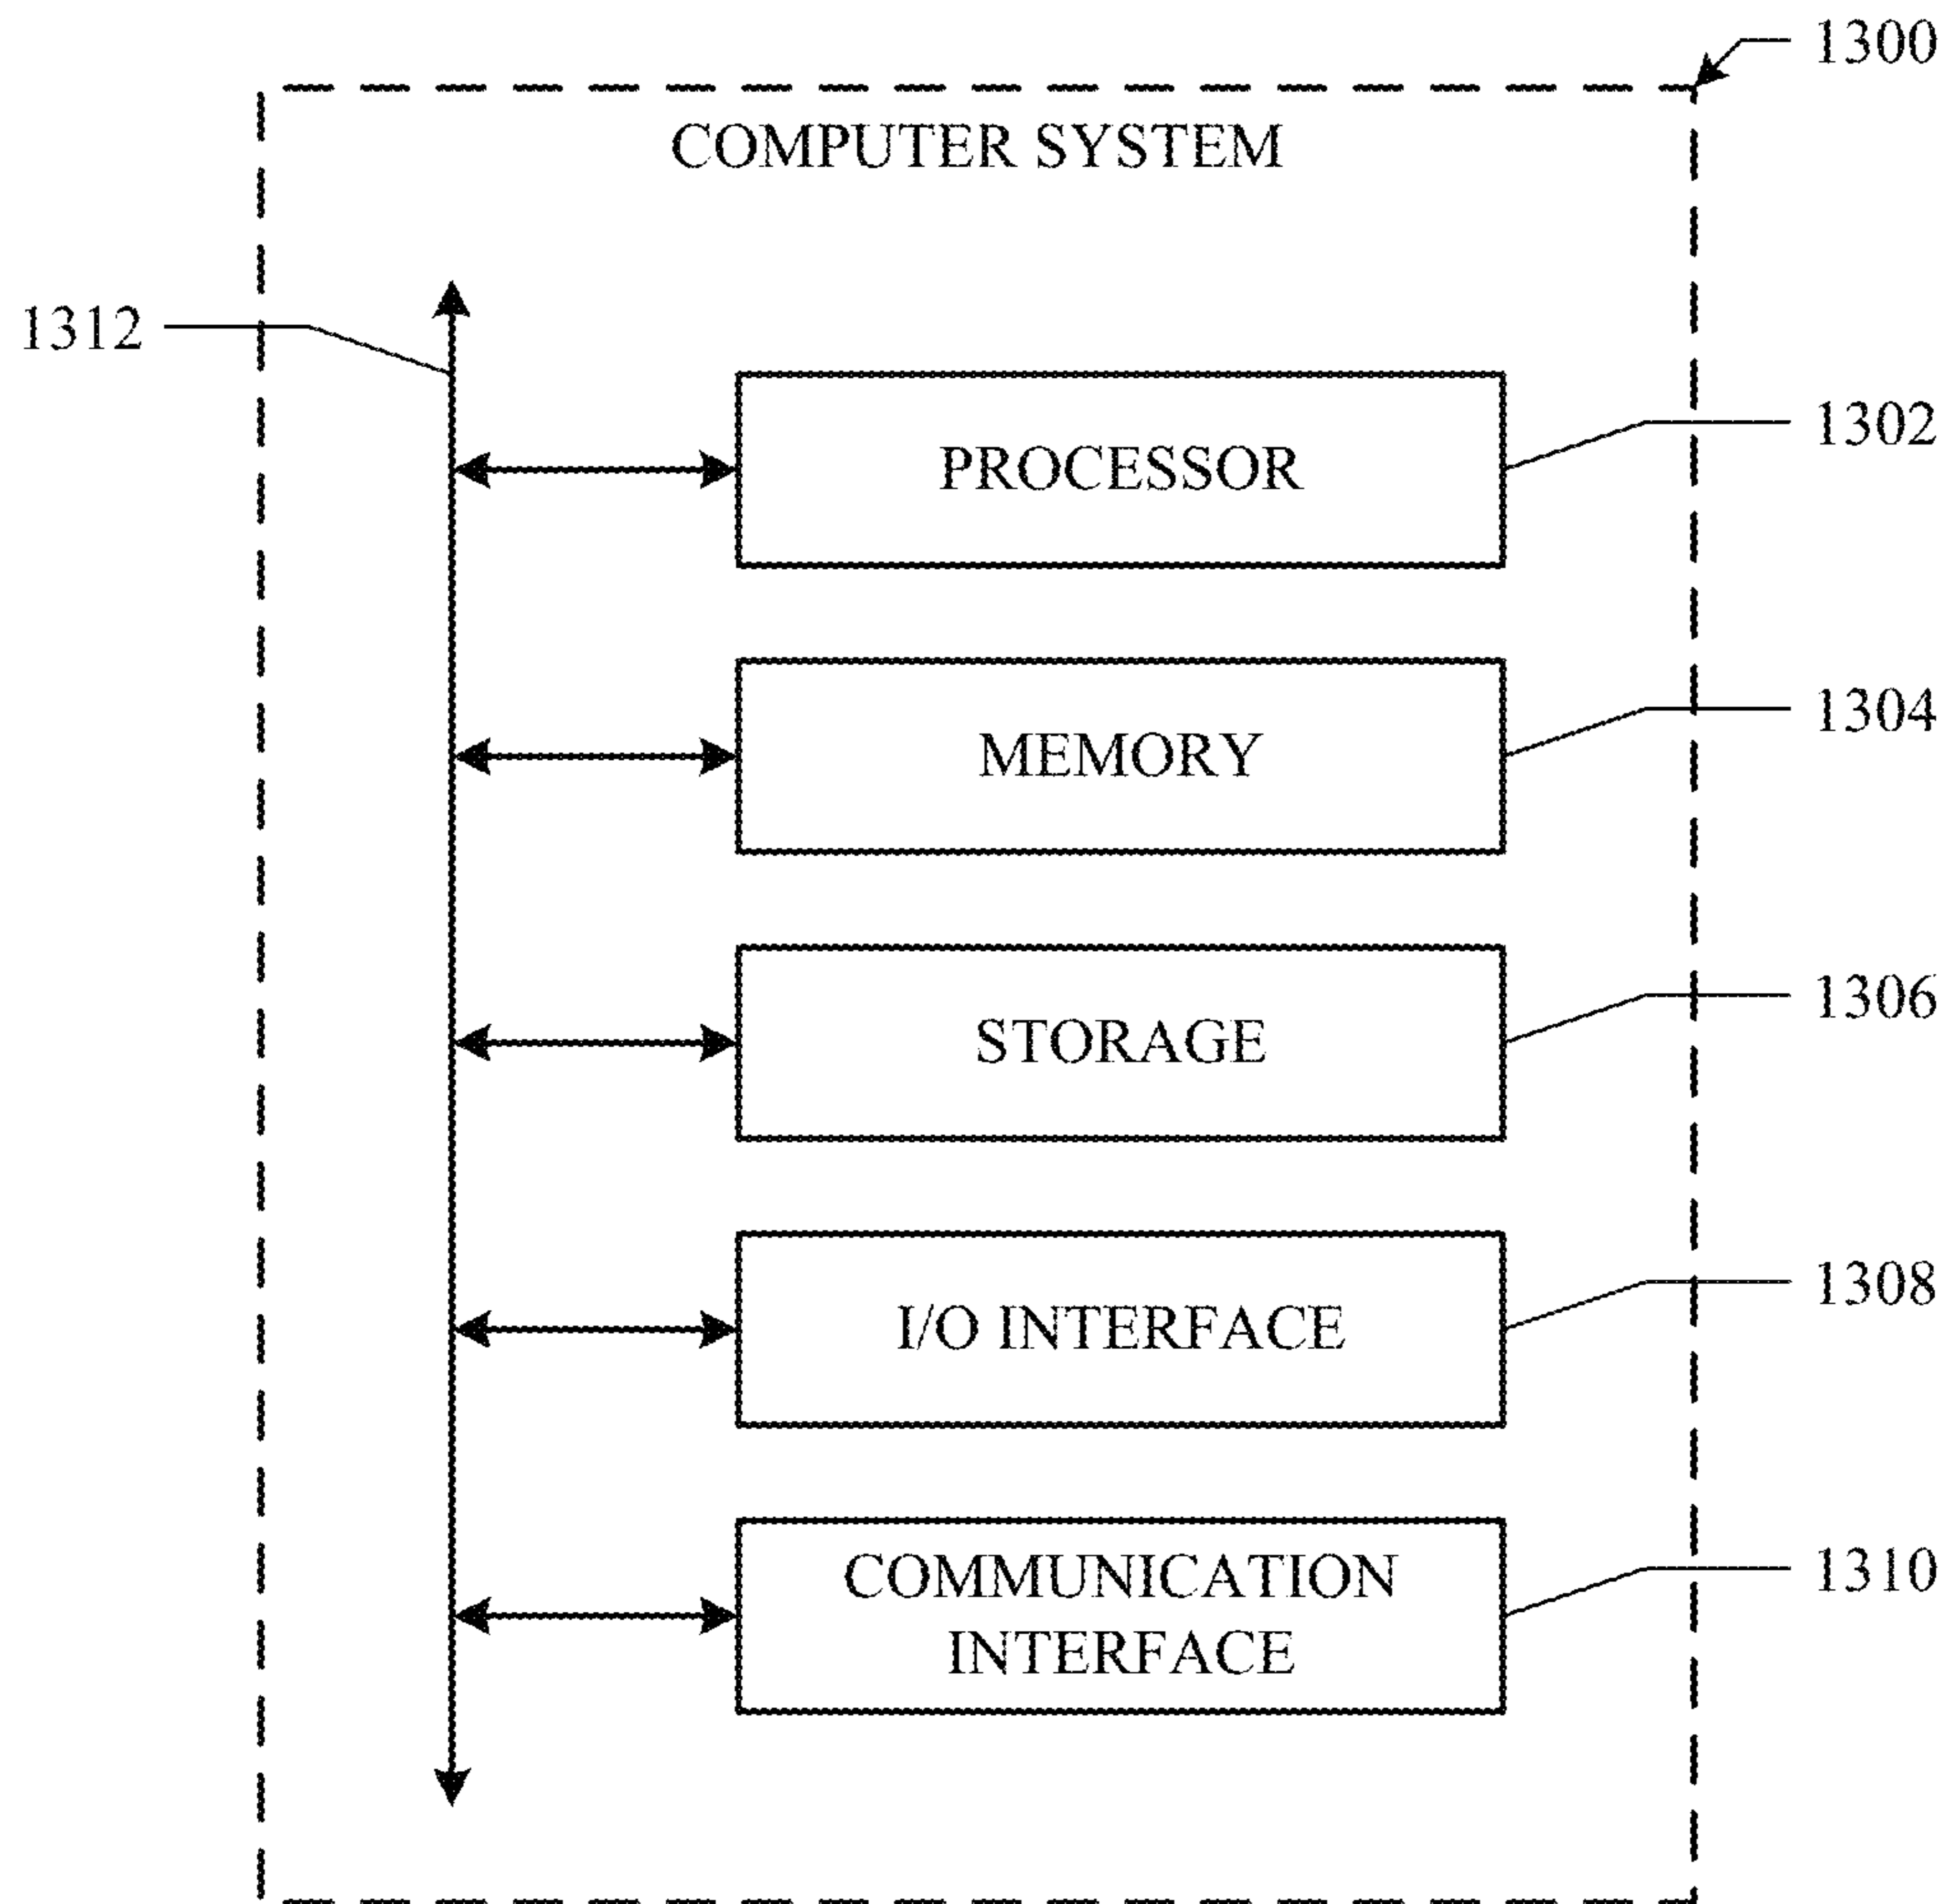 1300
COMPUTER SYSTEM
1312
1302
PROCESSOR
1304
MEMORY
1306
STORAGE
1308
I/O INTERFACE
1310
COMMUNICATION
INTERFACE